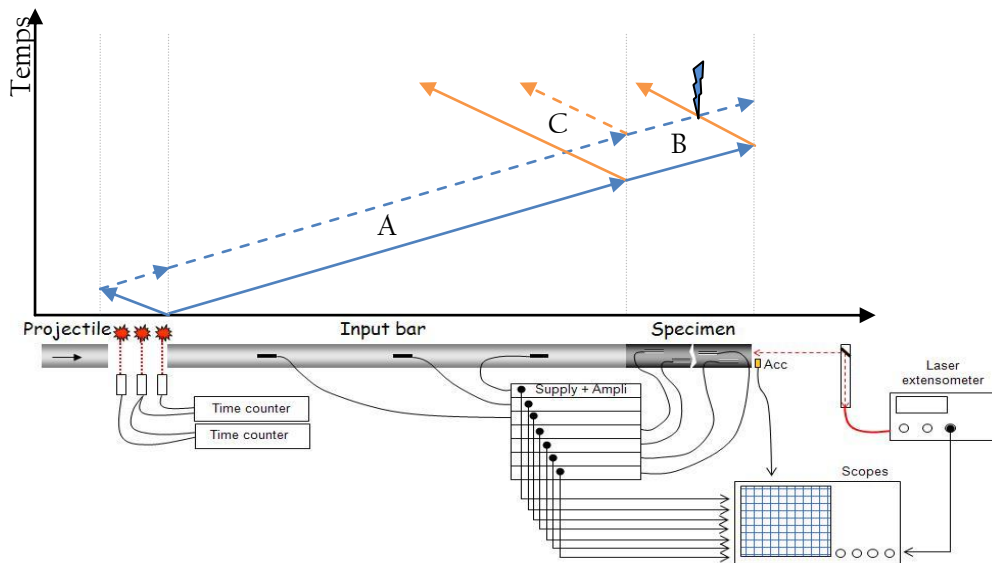 Temps
C
B
A
Projectile
Input bar
Specimen
Acc
Laser
extensometer
Supply + Ampli
Time counter
Time counter
Scopes